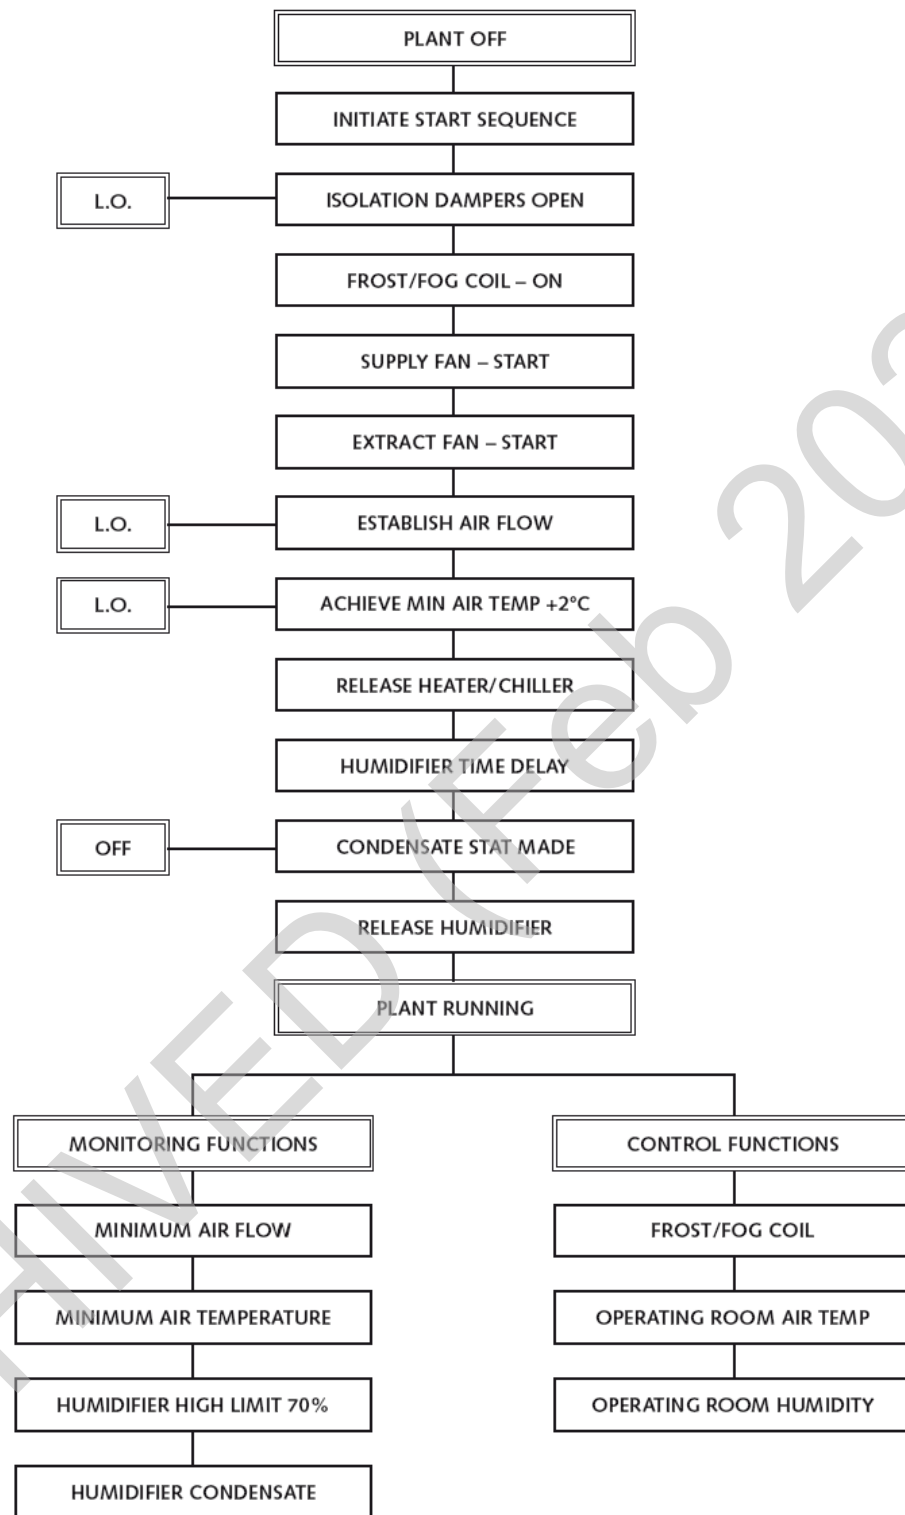 PLANT OFF
INITIATE START SEQUENCE
L.O.
ISOLATION DAMPERS OPEN
FROST/FOG COIL – ON
SUPPLY FAN – START
EXTRACT FAN – START
L.O.
ESTABLISH AIR FLOW
L.O.
ACHIEVE MIN AIR TEMP +2°C
RELEASE HEATER/CHILLER
HUMIDIFIER TIME DELAY
OFF
CONDENSATE STAT MADE
RELEASE HUMIDIFIER
PLANT RUNNING
MONITORING FUNCTIONS
MINIMUM AIR FLOW
MINIMUM AIR TEMPERATURE
HUMIDIFIER HIGH LIMIT 70%
HUMIDIFIER CONDENSATE
CONTROL FUNCTIONS
FROST/FOG COIL
OPERATING ROOM AIR TEMP
OPERATING ROOM HUMIDITY